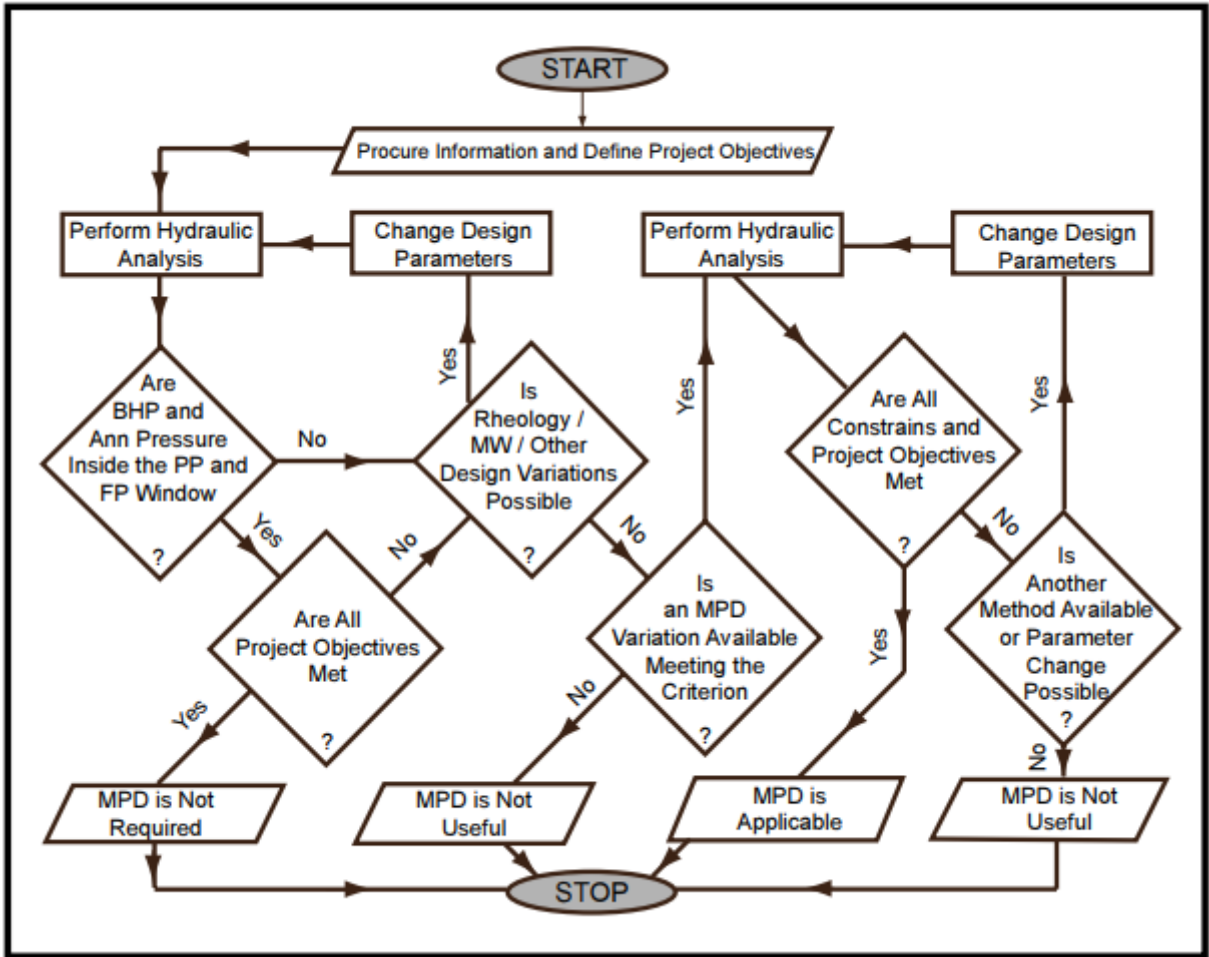 START
Procure Information and Define Project Objectives
Perform Hydraulic
Analysis
Change Design
Parameters
Perform Hydraulic
Analysis
Change Design
Parameters
Are
BHP and
Ann Pressure
Inside the PP and
FP Window
?
No
Yes
Is
Rheology /
MW / Other
Design Variations
Possible
?
Yes
No
Are All
Project Objectives
Met
?
No
Yes
Is
an MPD
Variation Available
Meeting the
Criterion
?
Yes
No
Are All
Constrains and
Project Objectives
Met
?
Yes
No
Is
Another
Method Available
or Parameter
Change
Possible
?
Yes
No
MPD is Not
Required
MPD is Not
Useful
MPD is
Applicable
MPD is Not
Useful
STOP